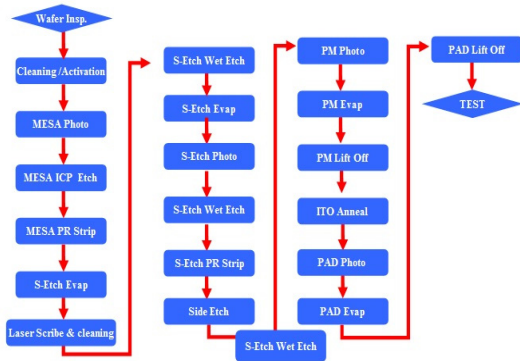 Wafer Insp.
Cleaning /Activation
MESA Photo
MESA ICP Etch
MESA PR Strip
S-Etch Evap
Laser Scribe & cleaning
S-Etch Wet Etch
S-Etch Evap
S-Etch Photo
S-Etch Wet Etch
S-Etch PR Strip
Side Etch
S-Etch Wet Etch
PM Photo
PM Evap
PM Lift Off
ITO Anneal
PAD Photo
PAD Evap
PAD Lift Off
TEST